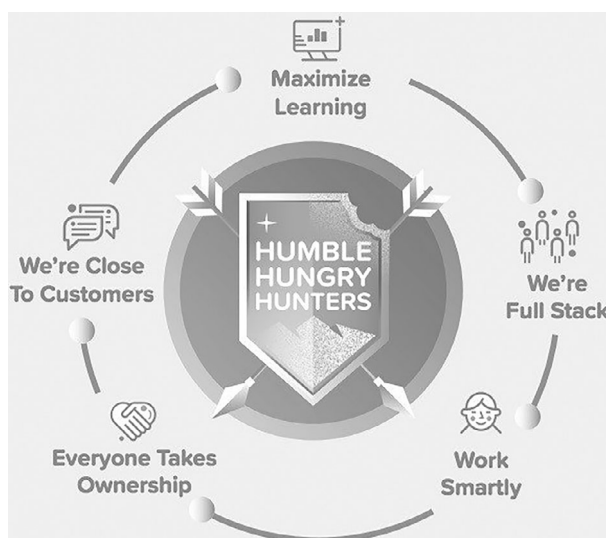 Maximize
Learning
We're Close
To Customers
HUMBLE
HUNGRY
HUNTERS
We're
Full Stack
Everyone Takes
Ownership
Work
Smartly